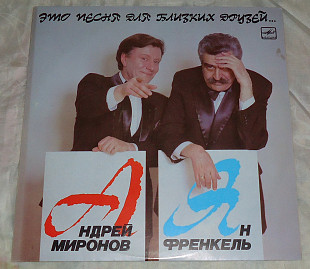 ЭТО ПЕСНЯ ДЛЯ БЛИЗКИХ ДРУЗЕЙ...
АНДРЕЙ
МИРОНОВ
ЯН
ФРЕНКЕЛЬ